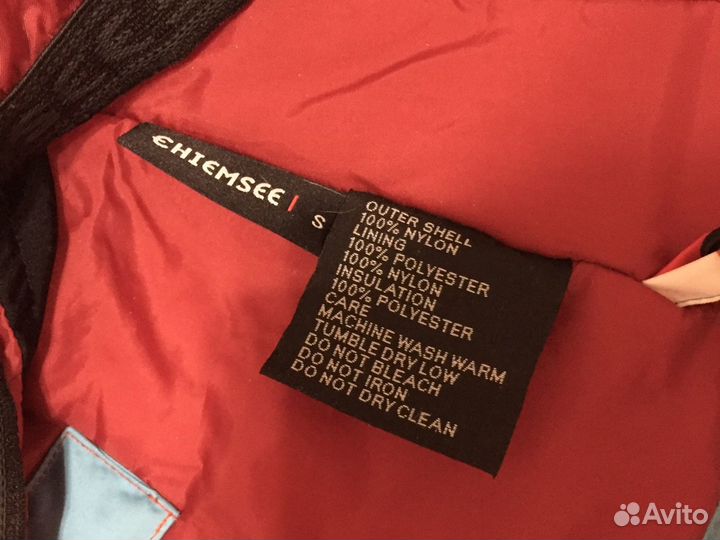 CHIEMSEE
S
OUTER SHELL
100% NYLON
LINING
100% POLYESTER
100% NYLON
INSULATION
100% POLYESTER
CARE
MACHINE WASH WARM
TUMBLE DRY LOW
DO NOT BLEACH
DO NOT IRON
DO NOT DRY CLEAN
Avito